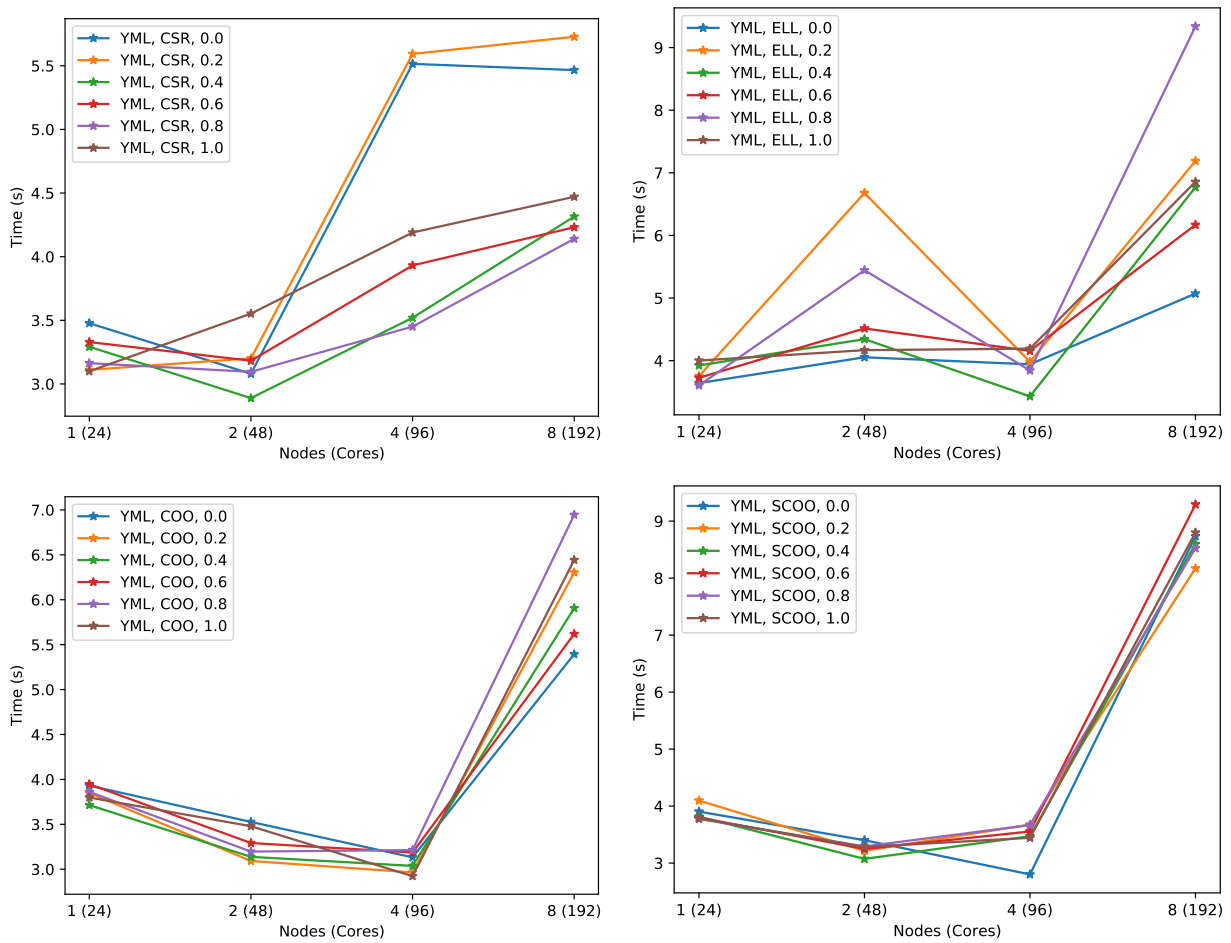 YML, CSR, 0.0
YML, CSR, 0.2
YML, CSR, 0.4
YML, CSR, 0.6
YML, CSR, 0.8
YML, CSR, 1.0
5.5
5.0
4.5
4.0
3.5
3.0
Time (s)
1 (24)
2 (48)
4 (96)
8 (192)
Nodes (Cores)
YML, ELL, 0.0
YML, ELL, 0.2
YML, ELL, 0.4
YML, ELL, 0.6
YML, ELL, 0.8
YML, ELL, 1.0
9
8
7
6
5
4
Time (s)
1 (24)
2 (48)
4 (96)
8 (192)
Nodes (Cores)
YML, COO, 0.0
YML, COO, 0.2
YML, COO, 0.4
YML, COO, 0.6
YML, COO, 0.8
YML, COO, 1.0
7.0
6.5
6.0
5.5
5.0
4.5
4.0
3.5
3.0
Time (s)
1 (24)
2 (48)
4 (96)
8 (192)
Nodes (Cores)
YML, SCOO, 0.0
YML, SCOO, 0.2
YML, SCOO, 0.4
YML, SCOO, 0.6
YML, SCOO, 0.8
YML, SCOO, 1.0
9
8
7
6
5
4
3
Time (s)
1 (24)
2 (48)
4 (96)
8 (192)
Nodes (Cores)